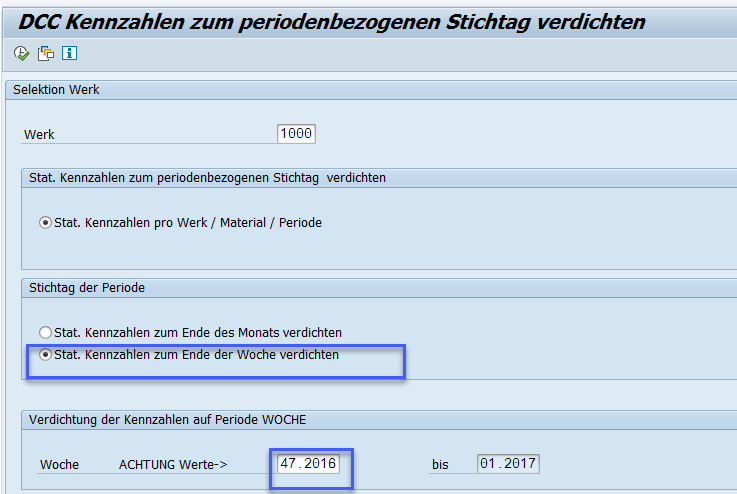 DCC Kennzahlen zum periodenbezogenen Stichtag verdichten
Selektion Werk
Werk 1000
Stat. Kennzahlen zum periodenbezogenen Stichtag verdichten
Stat. Kennzahlen pro Werk / Material / Periode
Stichtag der Periode
Stat. Kennzahlen zum Ende des Monats verdichten
Stat. Kennzahlen zum Ende der Woche verdichten
Verdichtung der Kennzahlen auf Periode WOCHE
Woche ACHTUNG Werte-> 47.2016 bis 01.2017